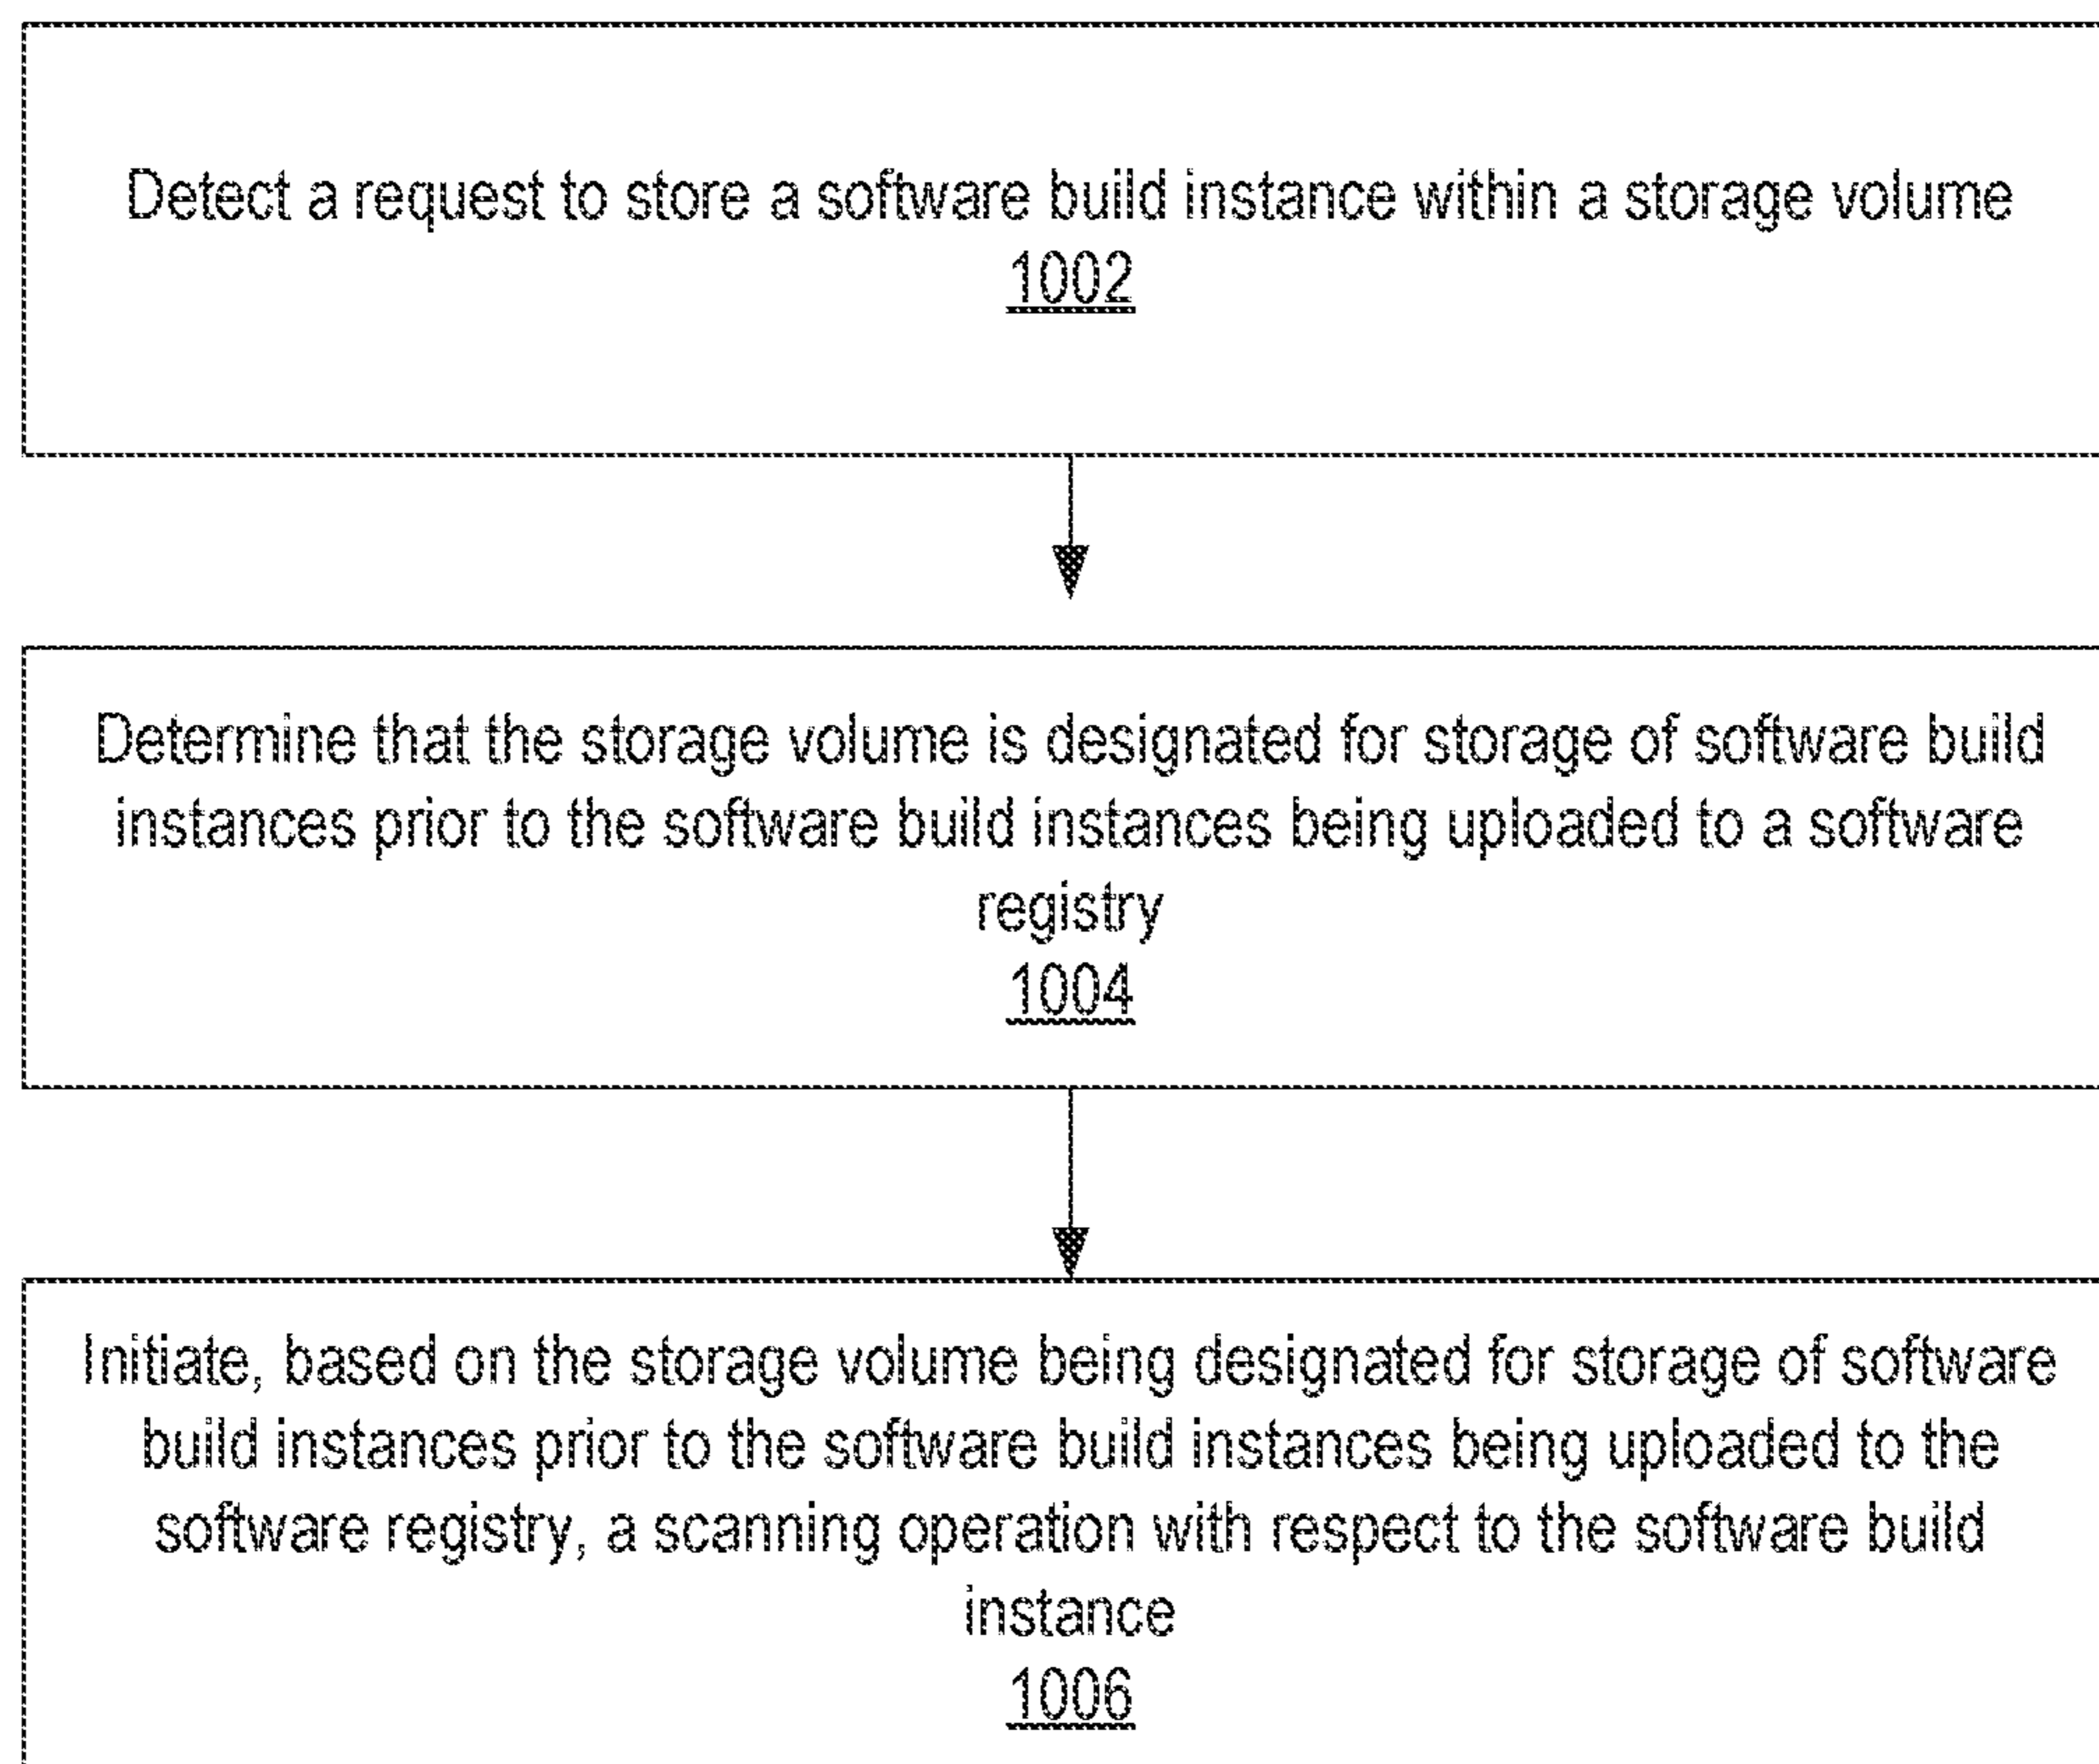 Detect a request to store a software build instance within a storage volume
1002
Determine that the storage volume is designated for storage of software build
instances prior to the software build instances being uploaded to a software
registry
1004
Initiate, based on the storage volume being designated for storage of software
build instances prior to the software build instances being uploaded to the
software registry, a scanning operation with respect to the software build
instance
1006